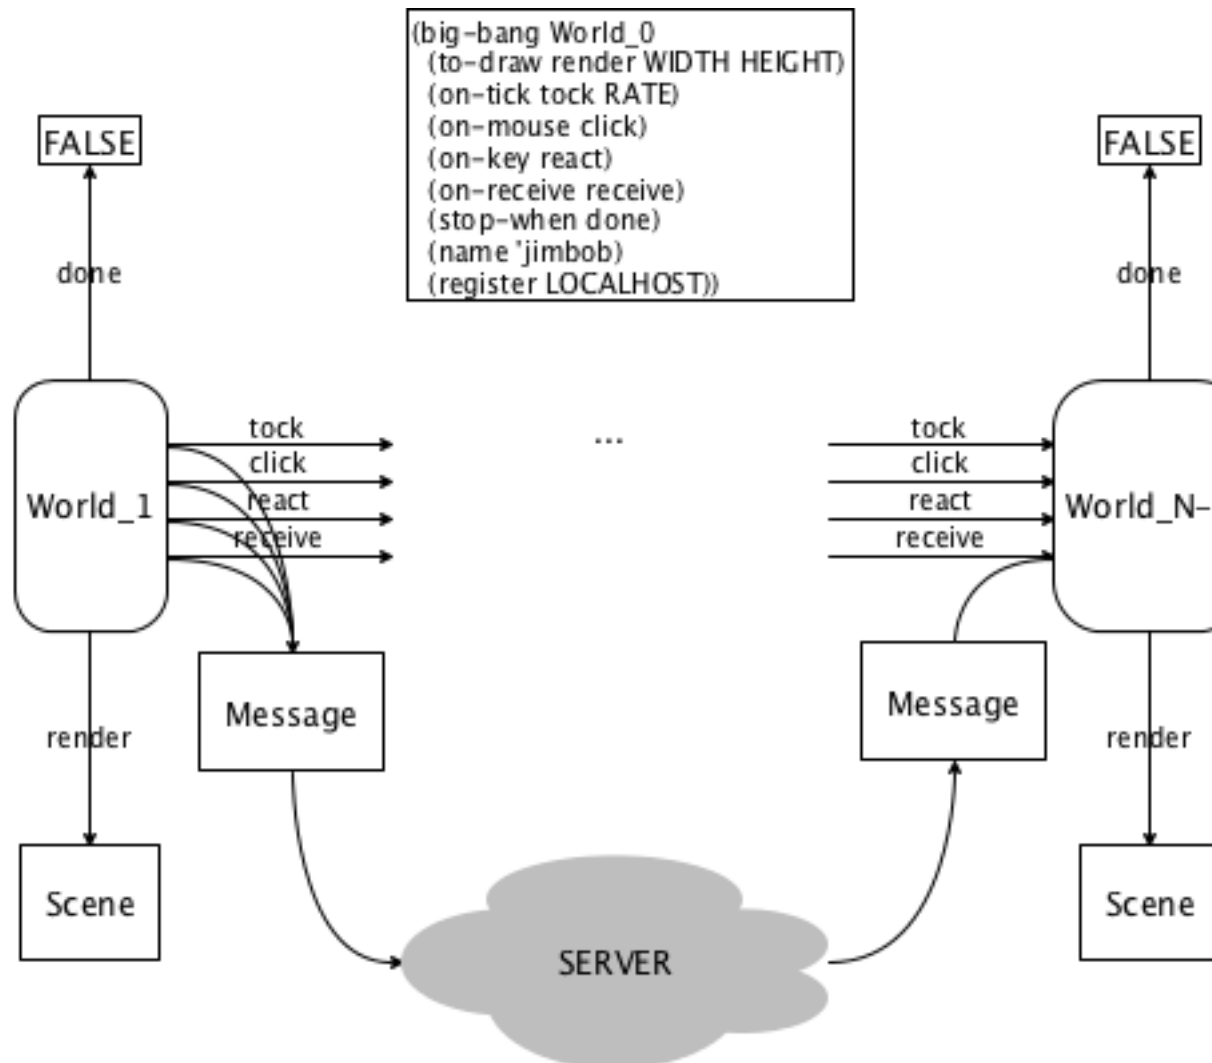 (big-bang World_0
(to-draw render WIDTH HEIGHT)
(on-tick tock RATE)
(on-mouse click)
(on-key react)
(on-receive receive)
(stop-when done)
(name 'jimbob)
(register LOCALHOST))
FALSE
FALSE
done
done
tock
...
tock
click
click
react
react
World_1
World_N-
receive
receive
Message
Message
render
render
Scene
Scene
SERVER